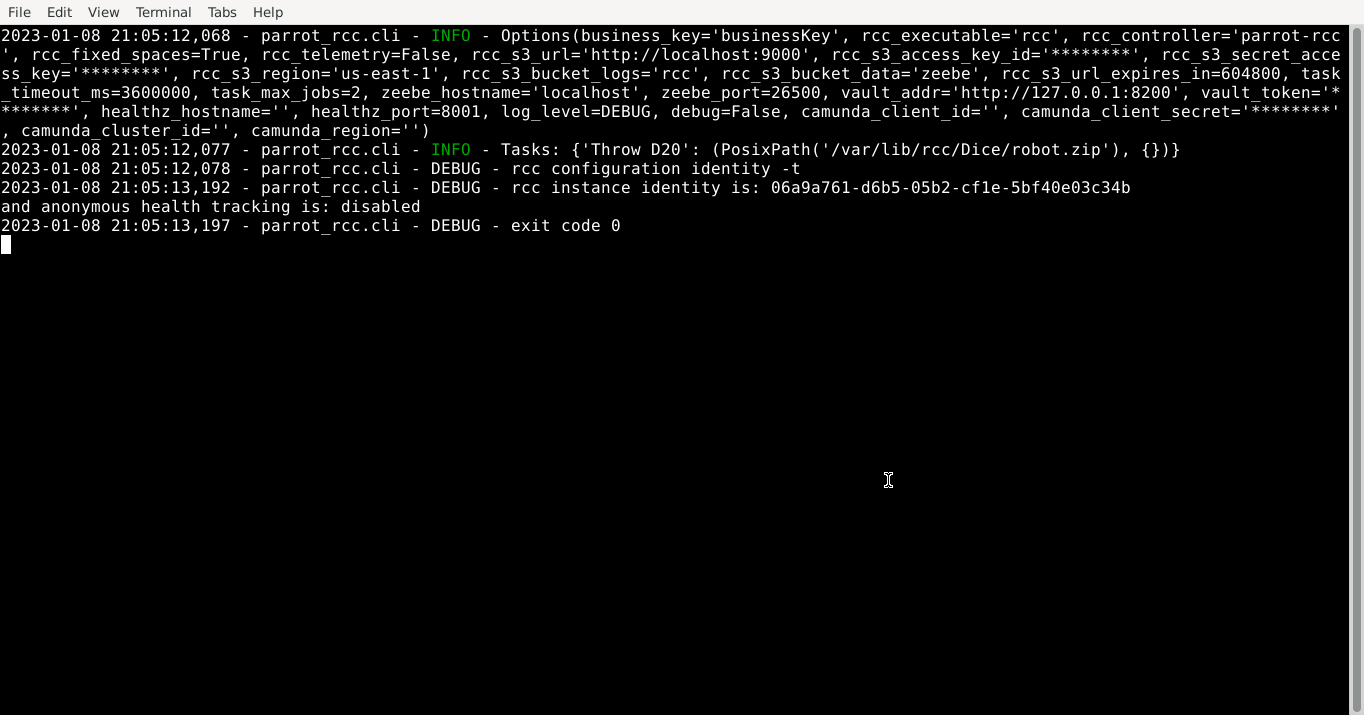 File Edit View Terminal Tabs Help
2023-01-08 21:05:12,068 - parrot_rcc.cli - INFO - Options(business_key='businessKey', rcc_executable='rcc', rcc_controller='parrot-rcc
', rcc_fixed_spaces=True, rcc_telemetry=False, rcc_s3_url='http://localhost:9000', rcc_s3_access_key_id='********', rcc_s3_secret_acce
ss_key='********', rcc_s3_region='us-east-1', rcc_s3_bucket_logs='rcc', rcc_s3_bucket_data='zeebe', rcc_s3_url_expires_in=604800, task
_timeout_ms=3600000, task_max_jobs=2, zeebe_hostname='localhost', zeebe_port=26500, vault_addr='http://127.0.0.1:8200', vault_token='*
*******', healthz_hostname='', healthz_port=8001, log_level=DEBUG, debug=False, camunda_client_id='', camunda_client_secret='********'
, camunda_cluster_id='', camunda_region='')
2023-01-08 21:05:12,077 - parrot_rcc.cli - INFO - Tasks: {'Throw D20': (PosixPath('/var/lib/rcc/Dice/robot.zip'), {})}
2023-01-08 21:05:12,078 - parrot_rcc.cli - DEBUG - rcc configuration identity -t
2023-01-08 21:05:13,192 - parrot_rcc.cli - DEBUG - rcc instance identity is: 06a9a761-d6b5-05b2-cf1e-5bf40e03c34b
and anonymous health tracking is: disabled
2023-01-08 21:05:13,197 - parrot_rcc.cli - DEBUG - exit code 0